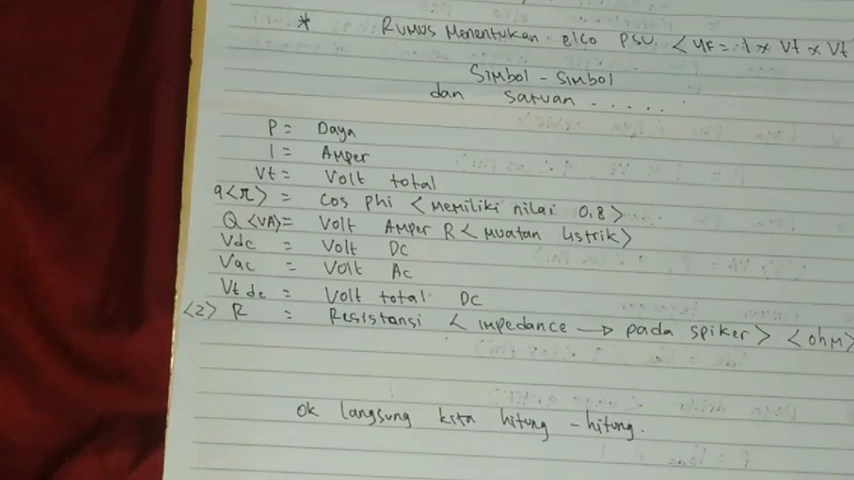 * Rumus Menentukan elco PSU <uF = 1 x Vt x Vt
Simbol - simbol
dan satuan . . . . .
P = Daya
I = Amper
Vt = Volt total
q <π> = Cos phi < Memiliki nilai 0,8 >
Q <VA> = Volt Amper R < Muatan listrik >
Vdc = Volt DC
Vac = Volt Ac
Vt dc = Volt total DC
<2> R = Resistansi < impedance → pada spiker > < ohm >
ok langsung kita hitung - hitung.